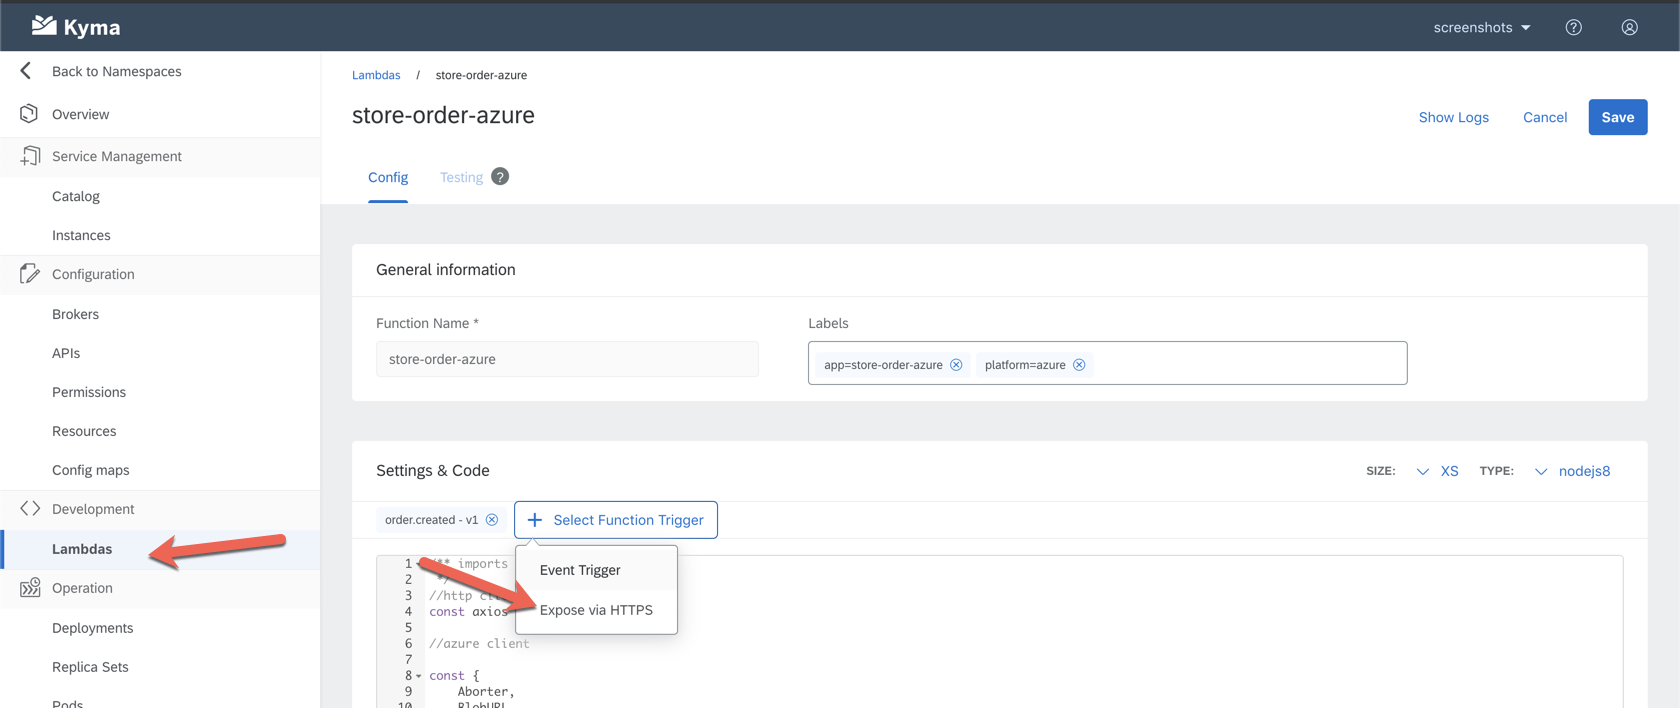 Kyma
screenshots
Back to Namespaces
Overview
Service Management
Catalog
Instances
Configuration
Brokers
APIs
Permissions
Resources
Config maps
Development
Lambdas
Operation
Deployments
Replica Sets
Pods
Lambdas / store-order-azure
store-order-azure
Show Logs Cancel Save
Config Testing ?
General information
Function Name * Labels
store-order-azure app=store-order-azure platform=azure
Settings & Code SIZE: XS TYPE: nodejs8
order.created - v1 + Select Function Trigger
Event Trigger
Expose via HTTPS
1 /** imports
2 */
3 //http
4 const axios
5
6 //azure client
7
8 const {
9 Aborter,
10 BlobURL